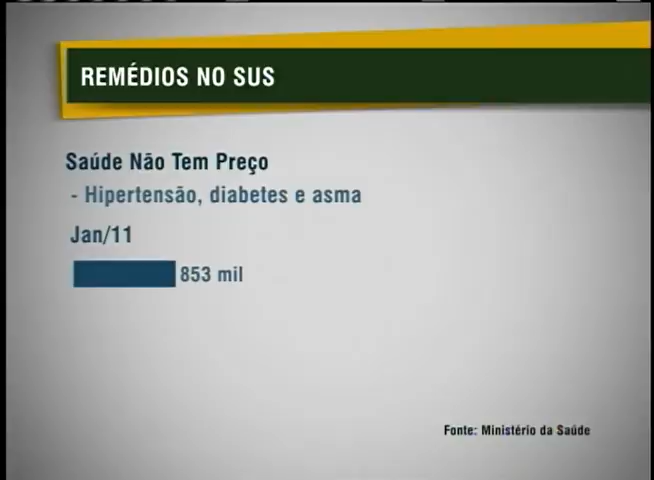 REMÉDIOS NO SUS
Saúde Não Tem Preço
- Hipertensão, diabetes e asma
Jan/11
853 mil
Fonte: Ministério da Saúde